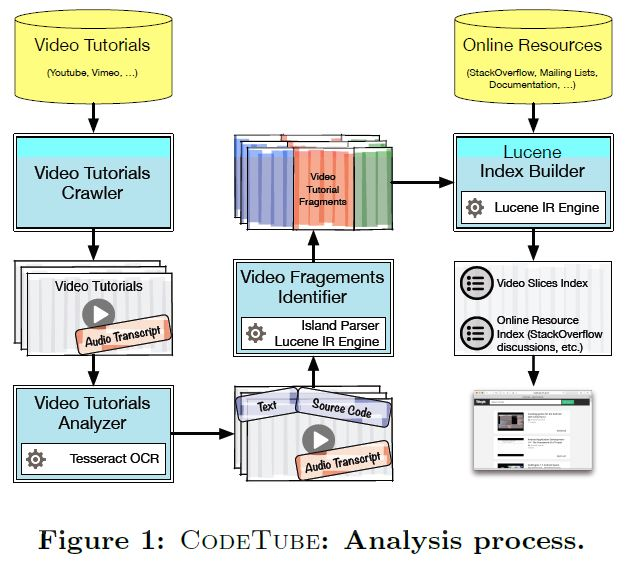 Video Tutorials
(Youtube, Vimeo, ...)
Video Tutorials
Crawler
Video Tutorials
Audio Transcript
Video Tutorials
Analyzer
Tesseract OCR
Text
Source Code
Audio Transcript
Video Fragements
Identifier
Island Parser
Lucene IR Engine
Video
Tutorial
Fragments
Online Resources
(StackOverflow, Mailing Lists,
Documentation, ...)
Lucene
Index Builder
Lucene IR Engine
Video Slices Index
Online Resource
Index (StackOverflow
discussions, etc.)
Figure 1: CODETUBE: Analysis process.